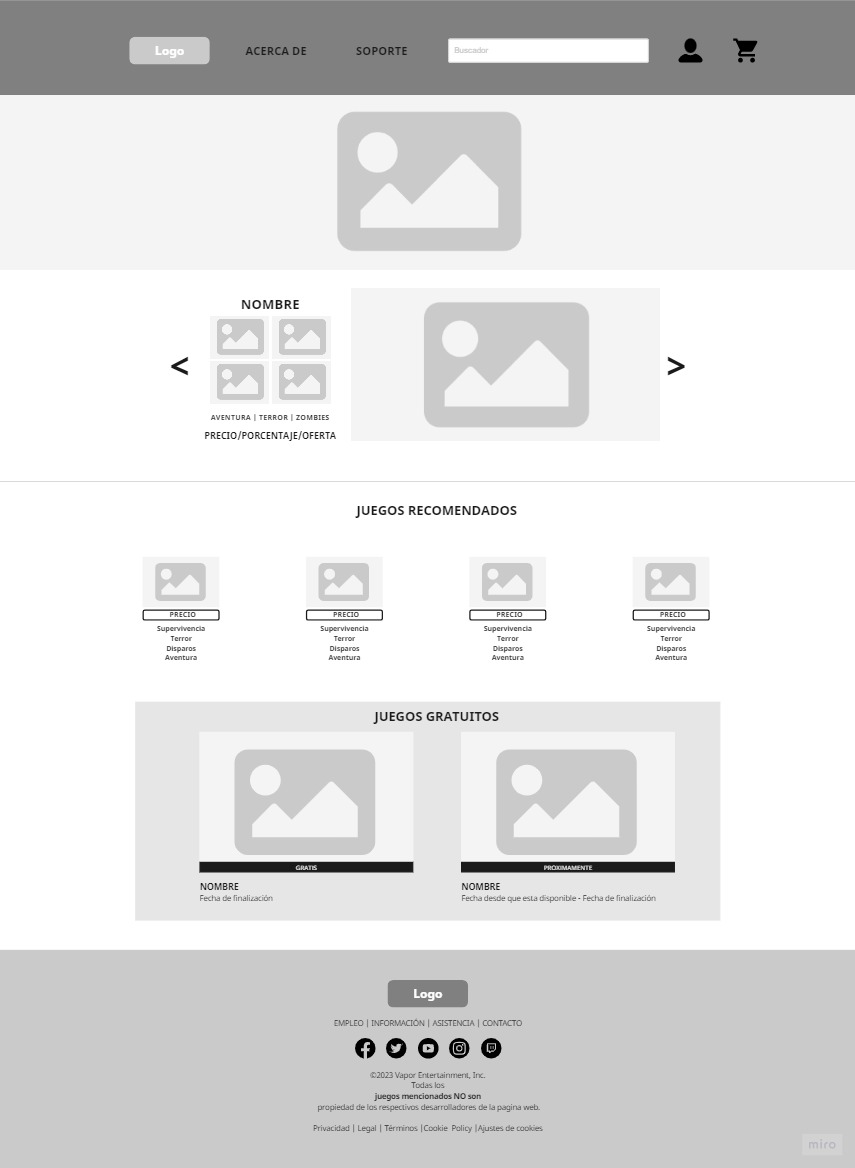 Logo ACERCA DE SOPORTE Buscador
NOMBRE
< >
AVENTURA | TERROR | ZOMBIES
PRECIO/PORCENTAJE/OFERTA
JUEGOS RECOMENDADOS
PRECIO PRECIO PRECIO PRECIO
Supervivencia Supervivencia Supervivencia Supervivencia
Terror Terror Terror Terror
Disparos Disparos Disparos Disparos
Aventura Aventura Aventura Aventura
JUEGOS GRATUITOS
GRATIS PRÓXIMAMENTE
NOMBRE NOMBRE
Fecha de finalización Fecha desde que esta disponible - Fecha de finalización
Logo
EMPLEO | INFORMACIÓN | ASISTENCIA | CONTACTO
©2023 Vapor Entertainment, Inc.
Todas los
juegos mencionados NO son
propiedad de los respectivos desarrolladores de la pagina web.
Privacidad | Legal | Términos |Cookie Policy |Ajustes de cookies
miro